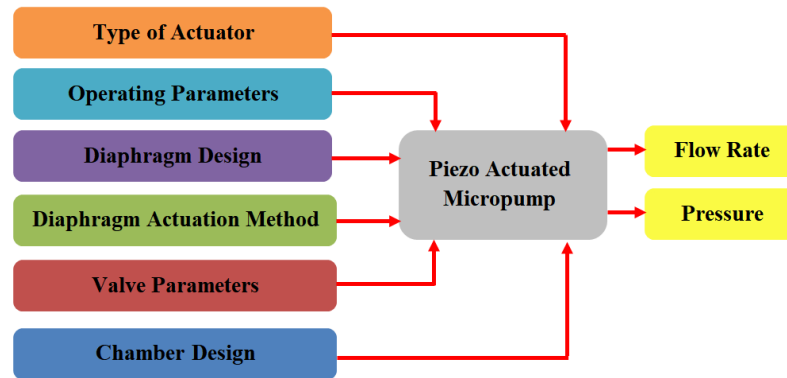 Type of Actuator
Operating Parameters
Diaphragm Design
Diaphragm Actuation Method
Valve Parameters
Chamber Design
Piezo Actuated
Micropump
Flow Rate
Pressure